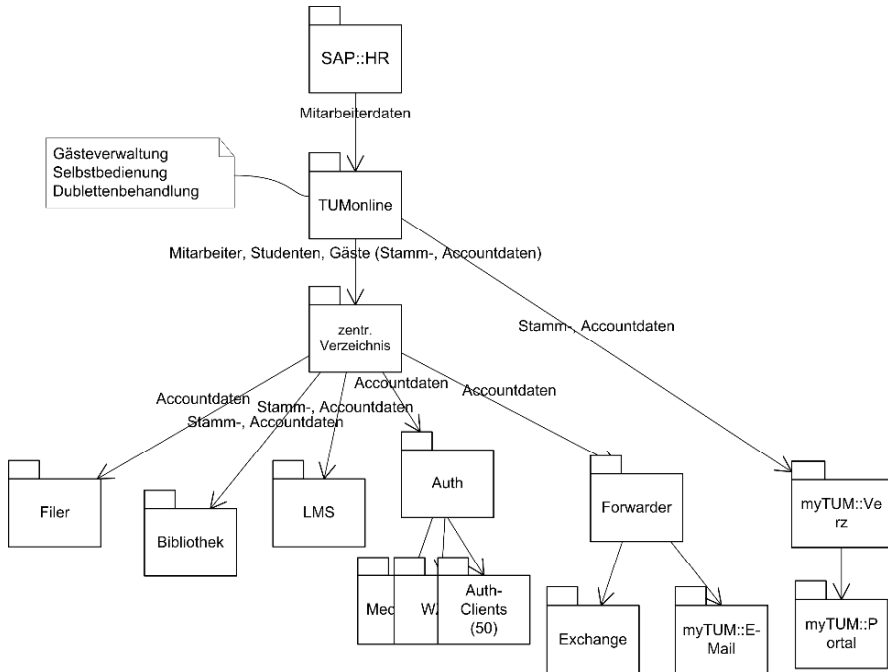 SAP::HR
Mitarbeiterdaten
Gästeverwaltung
Selbstbedienung
Dublettenbehandlung
TUMonline
Mitarbeiter, Studenten, Gäste (Stamm-, Accountdaten)
zentr.
Verzeichnis
Stamm-, Accountdaten
Accountdaten
Stamm-, Accountdaten
Stamm-, Accountdaten
Accountdaten
Accountdaten
Filer
Bibliothek
LMS
Auth
Forwarder
myTUM::Ve
rz
Auth-
Clients
(50)
Exchange
myTUM::E-
Mail
myTUM::P
ortal